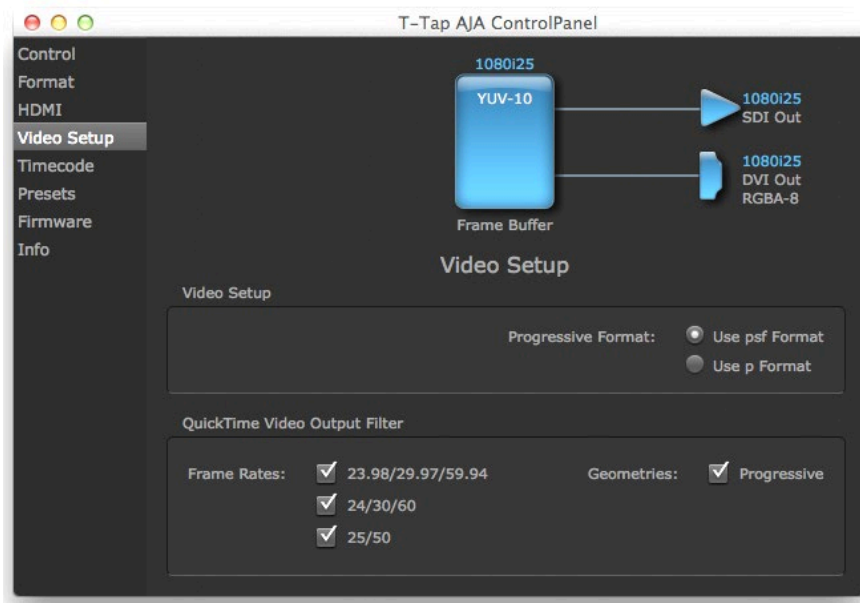 T-Tap AJA ControlPanel
Control
Format
HDMI
Video Setup
Timecode
Presets
Firmware
Info
1080i25
YUV-10
Frame Buffer
1080i25
SDI Out
1080i25
DVI Out
RGBA-8
Video Setup
Video Setup
Progressive Format:
Use psf Format
Use p Format
QuickTime Video Output Filter
Frame Rates:
23.98/29.97/59.94
24/30/60
25/50
Geometries:
Progressive